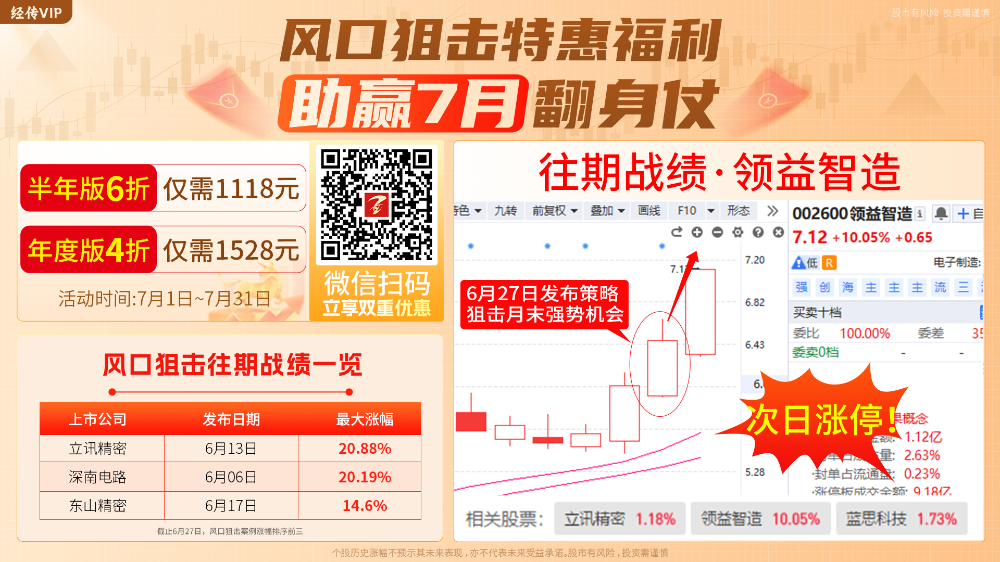 经传VIP
股市有风险 投资需谨慎
风口狙击特惠福利
助赢7月翻身仗
半年版6折 仅需1118元
年度版4折 仅需1528元
活动时间:7月1日~7月31日
微信扫码
立享双重优惠
风口狙击往期战绩一览
上市公司 发布日期 最大涨幅
立讯精密 6月13日 20.88%
深南电路 6月06日 20.19%
东山精密 6月17日 14.6%
截止6月27日，风口狙击案例涨幅排序前三
往期战绩·领益智造
色 九转 前复权 叠加 画线 F10 形态
002600领益智造
7.12 +10.05% +0.65
低 R 电子制造:
强 创 海 主 主 主 流 三
买卖十档
委比 100.00% 委差 35
委卖0档 - -
7.20
6.82
6.43
6.
5.28
7.1
6月27日发布策略
狙击月末强势机会
次日涨停!
概念
额: 1.12亿
量: 2.63%
·封单占流通盘: 0.23%
·涨停板成交金额: 9.18亿
相关股票: 立讯精密 1.18% 领益智造 10.05% 蓝思科技 1.73%
个股历史涨幅不预示其未来表现,亦不代表未来受益承诺。股市有风险,投资需谨慎